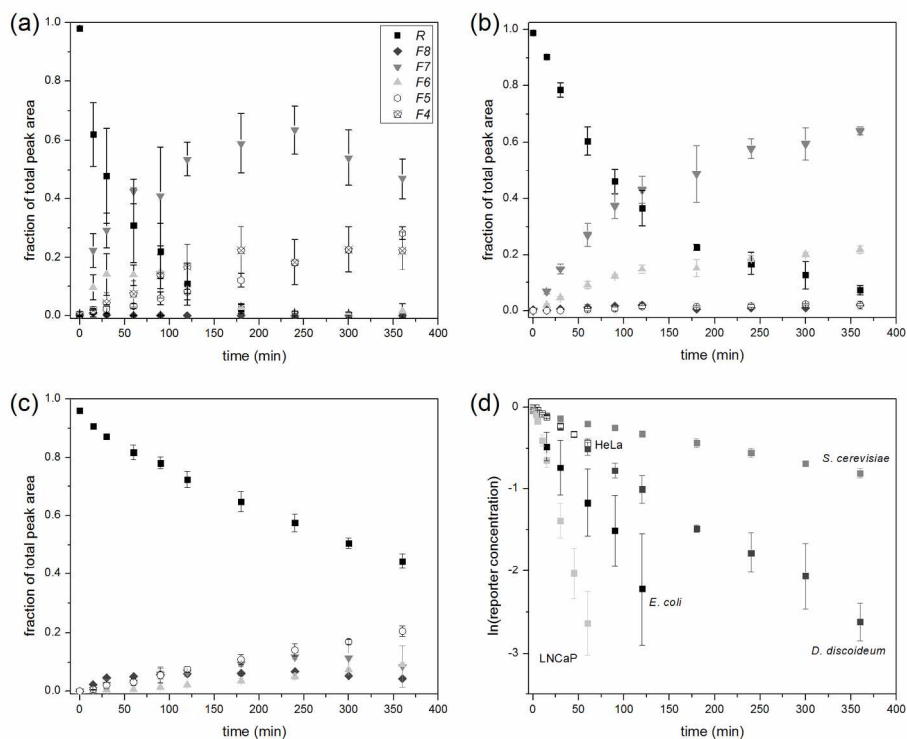 (a)
fraction of total peak area
1.0
0.8
0.6
0.4
0.2
0.0
R
F8
F7
F6
F5
F4
0 50 100 150 200 250 300 350 400
time (min)
(b)
fraction of total peak area
1.0
0.8
0.6
0.4
0.2
0.0
0 50 100 150 200 250 300 350 400
time (min)
(c)
fraction of total peak area
1.0
0.8
0.6
0.4
0.2
0.0
0 50 100 150 200 250 300 350 400
time (min)
(d)
ln(reporter concentration)
0
-1
-2
-3
HeLa
S. cerevisiae
E. coli
D. discoideum
LNCaP
0 50 100 150 200 250 300 350 400
time (min)